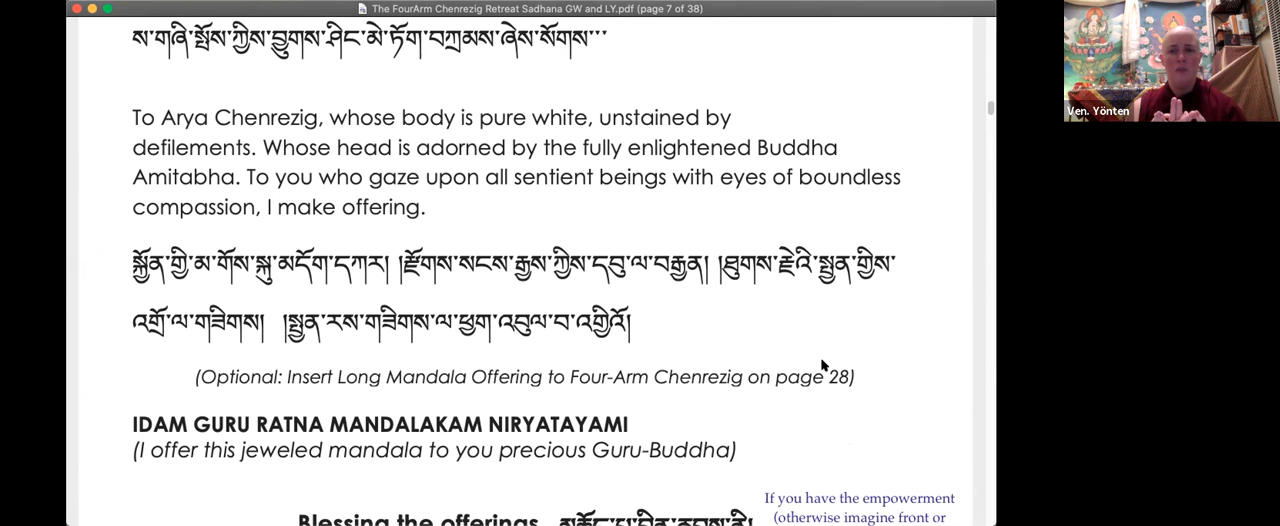 The FourArm Chenrezig Retreat Sadhana GW and LY.pdf (page 7 of 38)
ས་གཞི་སྤོས་ཀྱིས་བྱུགས་ཤིང་མེ་ཏོག་བཀྲམས་ཞེས་སོགས་་་
Ven. Yönten
To Arya Chenrezig, whose body is pure white, unstained by
defilements. Whose head is adorned by the fully enlightened Buddha
Amitabha. To you who gaze upon all sentient beings with eyes of boundless
compassion, I make offering.
སྐྱོན་གྱི་མ་གོས་སྐུ་མདོག་དཀར། །རྫོགས་སངས་རྒྱས་ཀྱིས་དབུ་ལ་བརྒྱན། །ཐུགས་རྗེའི་སྤྱན་གྱིས་
འགྲོ་ལ་གཟིགས། །སྤྱན་རས་གཟིགས་ལ་ཕྱག་འབུལ་བ་འགྱིའོ།
(Optional: Insert Long Mandala Offering to Four-Arm Chenrezig on page 28)
IDAM GURU RATNA MANDALAKAM NIRYATAYAMI
(I offer this jeweled mandala to you precious Guru-Buddha)
If you have the empowerment
(otherwise imagine front or
Blessing the offerings